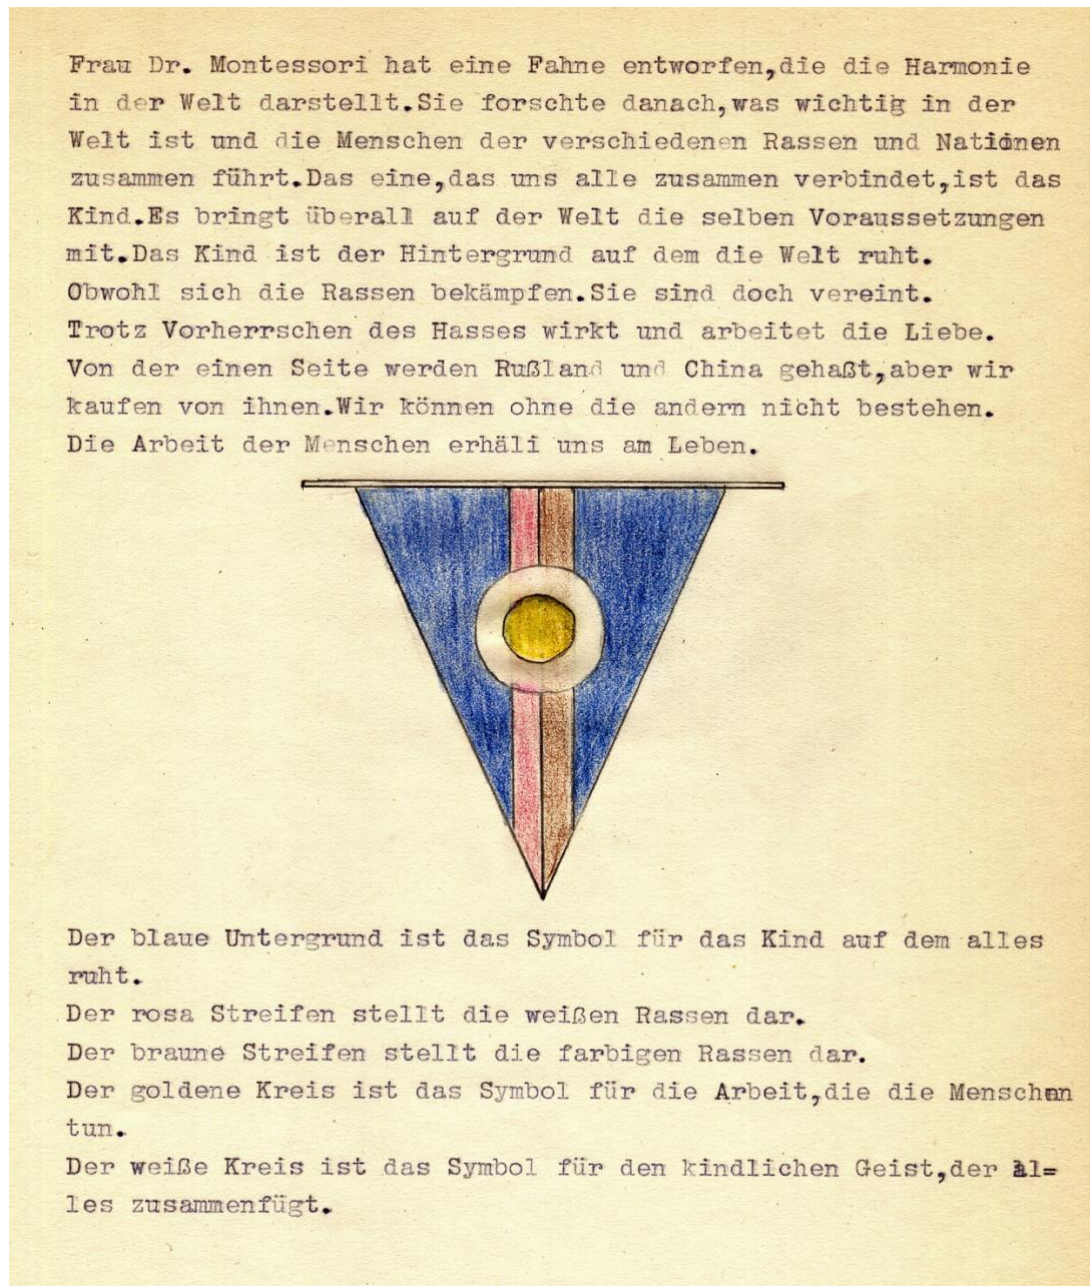 Frau Dr. Montessori hat eine Fahne entworfen,die die Harmonie
in der Welt darstellt.Sie forschte danach,was wichtig in der
Welt ist und die Menschen der verschiedenen Rassen und Nationen
zusammen führt.Das eine,das uns alle zusammen verbindet,ist das
Kind.Es bringt überall auf der Welt die selben Voraussetzungen
mit.Das Kind ist der Hintergrund auf dem die Welt ruht.
Obwohl sich die Rassen bekämpfen.Sie sind doch vereint.
Trotz Vorherrschen des Hasses wirkt und arbeitet die Liebe.
Von der einen Seite werden Rußland und China gehaßt,aber wir
kaufen von ihnen.Wir können ohne die andern nicht bestehen.
Die Arbeit der Menschen erhäli uns am Leben.
Der blaue Untergrund ist das Symbol für das Kind auf dem alles
ruht.
Der rosa Streifen stellt die weißen Rassen dar.
Der braune Streifen stellt die farbigen Rassen dar.
Der goldene Kreis ist das Symbol für die Arbeit,die die Menschen
tun.
Der weiße Kreis ist das Symbol für den kindlichen Geist,der al=
les zusammenfügt.